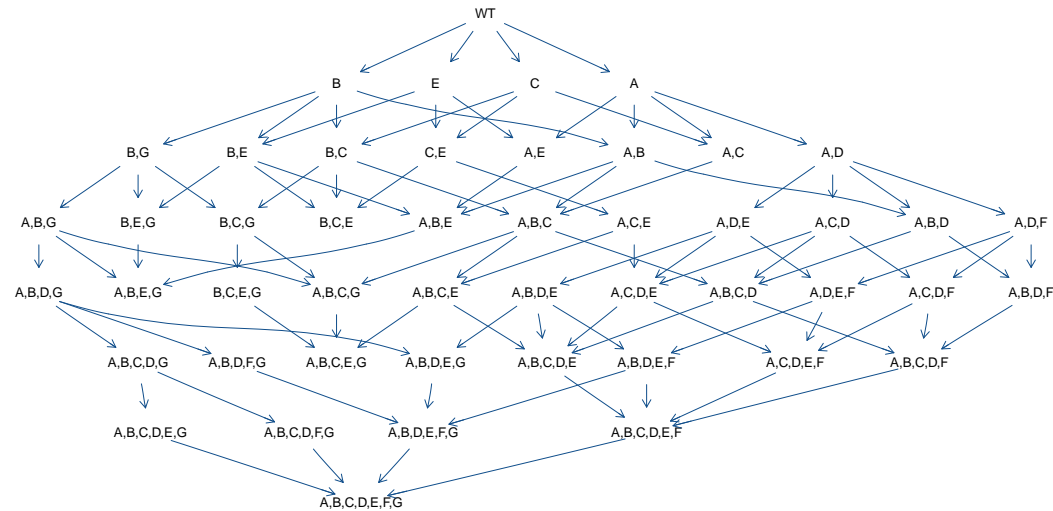 WT
B E C A
B,G B,E B,C C,E A,E A,B A,C A,D
A,B,G B,E,G B,C,G B,C,E A,B,E A,B,C A,C,E A,D,E A,C,D A,B,D A,D,F
A,B,D,G A,B,E,G B,C,E,G A,B,C,G A,B,C,E A,B,D,E A,C,D,E A,B,C,D A,D,E,F A,C,D,F A,B,D,F
A,B,C,D,G A,B,D,F,G A,B,C,E,G A,B,D,E,G A,B,C,D,E A,B,D,E,F A,C,D,E,F A,B,C,D,F
A,B,C,D,E,G A,B,C,D,F,G A,B,D,E,F,G A,B,C,D,E,F
A,B,C,D,E,F,G